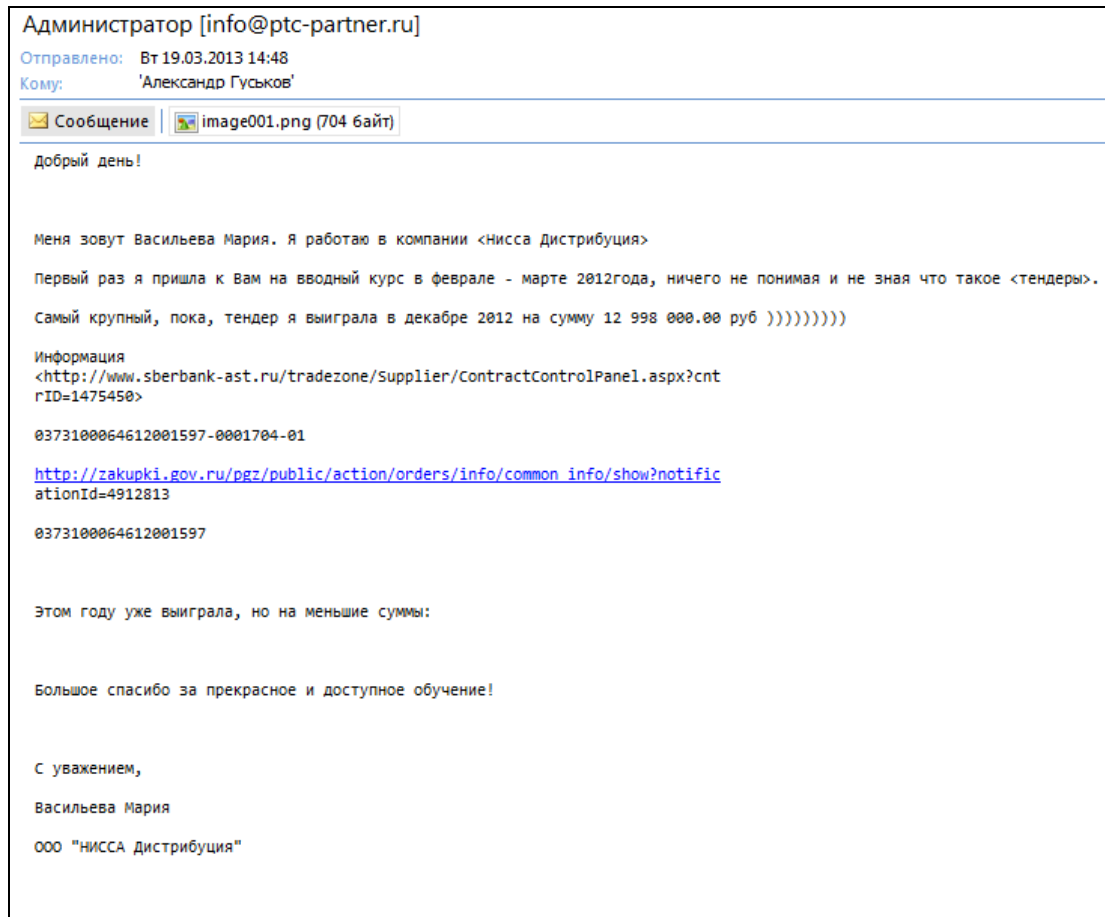 Администратор [info@ptc-partner.ru]
Отправлено: Вт 19.03.2013 14:48
Кому: 'Александр Гуськов'
Сообщение image001.png (704 байт)
Добрый день!
Меня зовут Васильева Мария. Я работаю в компании <Нисса Дистрибуция>
Первый раз я пришла к Вам на вводный курс в феврале - марте 2012года, ничего не понимая и не зная что такое <тендеры>.
Самый крупный, пока, тендер я выиграла в декабре 2012 на сумму 12 998 000.00 руб )))))))))
Информация
<http://www.sberbank-ast.ru/tradezone/Supplier/ContractControlPanel.aspx?cnt
rID=1475450>
0373100064612001597-0001704-01
http://zakupki.gov.ru/pgz/public/action/orders/info/common_info/show?notific
ationId=4912813
0373100064612001597
Этом году уже выиграла, но на меньшие суммы:
Большое спасибо за прекрасное и доступное обучение!
С уважением,
Васильева Мария
ООО "НИССА Дистрибуция"